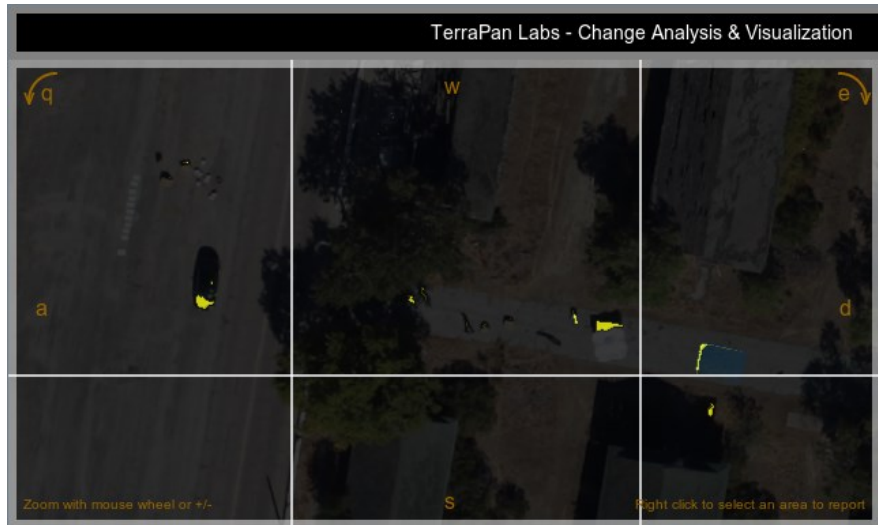 TerraPan Labs - Change Analysis & Visualization
q
w
e
a
d
Zoom with mouse wheel or +/-
s
Right click to select an area to report